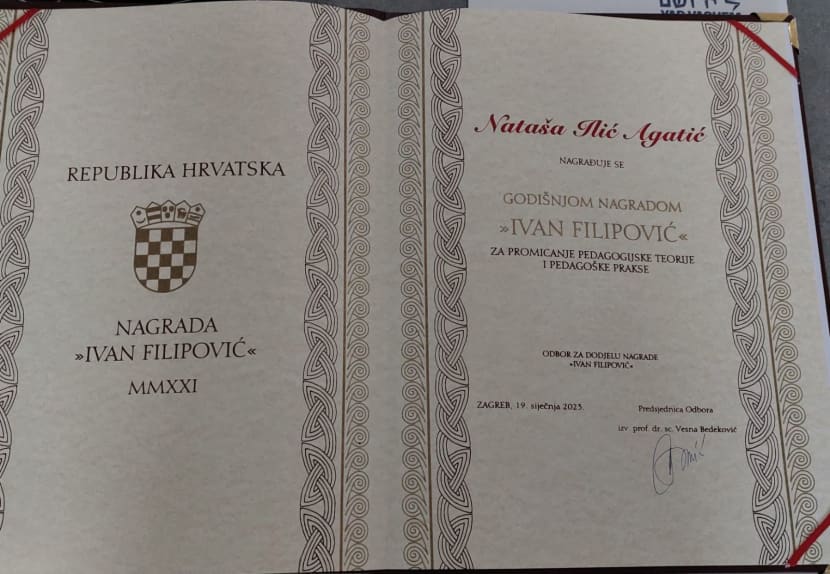 REPUBLIKA HRVATSKA
NAGRADA
»IVAN FILIPOVIĆ«
MMXXI
Nataša Ilić Agatić
NAGRAĐUJE SE
GODIŠNJOM NAGRADOM
»IVAN FILIPOVIĆ«
ZA PROMICANJE PEDAGOGIJSKE TEORIJE
I PEDAGOŠKE PRAKSE
ODBOR ZA DODJELU NAGRADE
»IVAN FILIPOVIĆ«
ZAGREB, 19. siječnja 2023.
Predsjednica Odbora
izv. prof. dr. sc. Vesna Bedeković